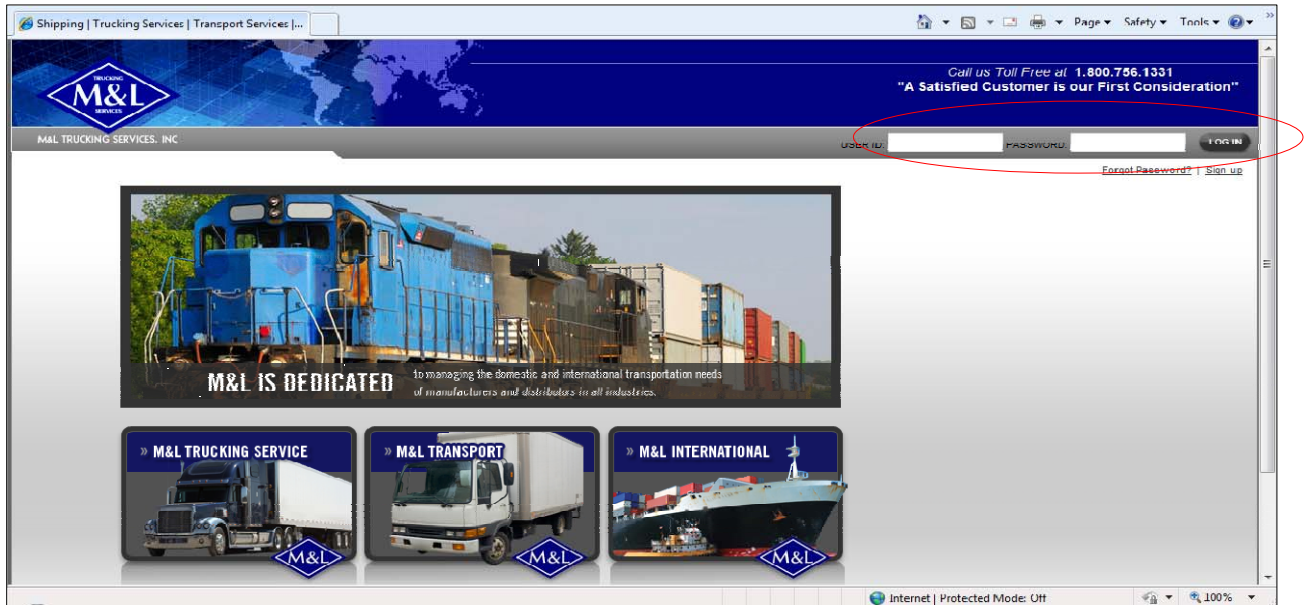 Shipping | Trucking Services | Transport Services |...
Page Safety Tools
TRUCKING
M&L
SERVICES
Call us Toll Free at 1.800.756.1331
"A Satisfied Customer is our First Consideration"
M&L TRUCKING SERVICES, INC
USER ID: PASSWORD: LOG IN
Forgot Password? | Sign up
M&L IS DEDICATED
to managing the domestic and international transportation needs
of manufacturers and distributors in all industries.
» M&L TRUCKING SERVICE
» M&L TRANSPORT
» M&L INTERNATIONAL
M&L
M&L
M&L
Internet | Protected Mode: Off
100%